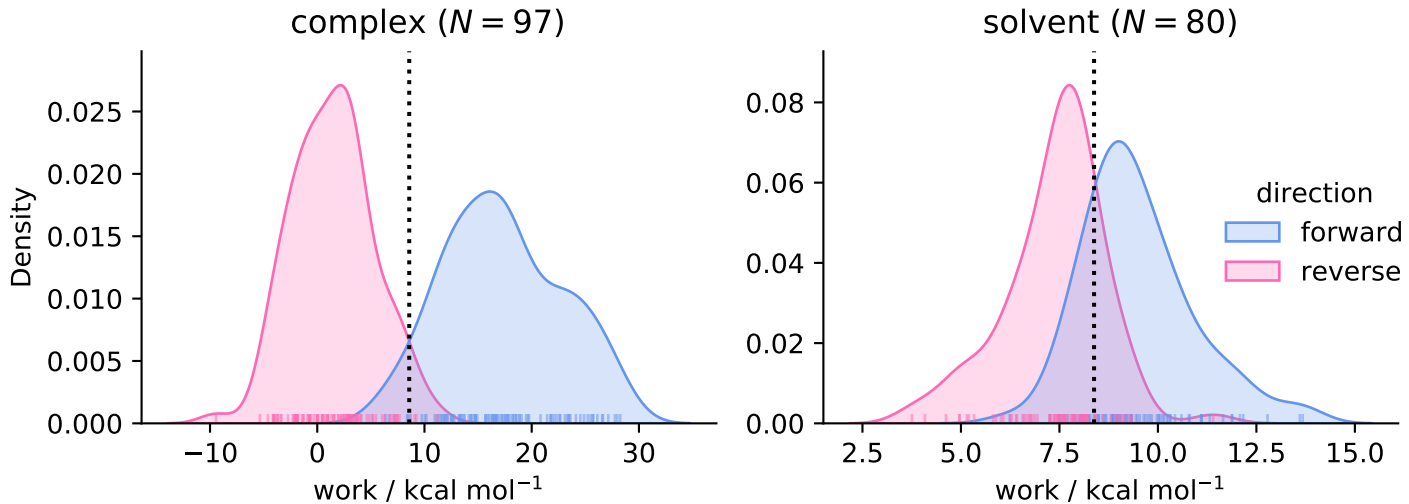 complex (N = 97)
0.025
0.020
0.015
0.010
0.005
0.000
Density
−10 0 10 20 30
work / kcal mol⁻¹
solvent (N = 80)
0.08
0.06
0.04
0.02
0.00
2.5 5.0 7.5 10.0 12.5 15.0
work / kcal mol⁻¹
direction
forward
reverse